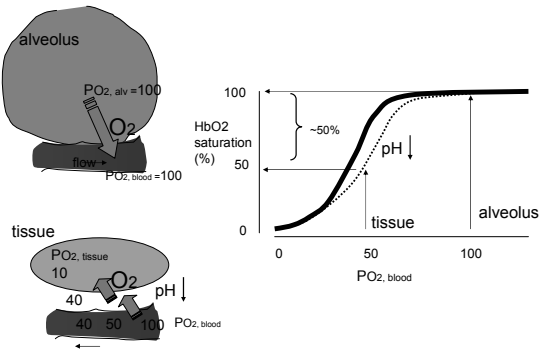 alveolus
PO2, alv =100
O2
flow
PO2, blood =100
tissue
PO2, tissue
10
O2
40
pH
40 50 100 PO2, blood
100
HbO2
saturation
(%)
50
0
~50%
pH
tissue
alveolus
0 50 100
PO2, blood